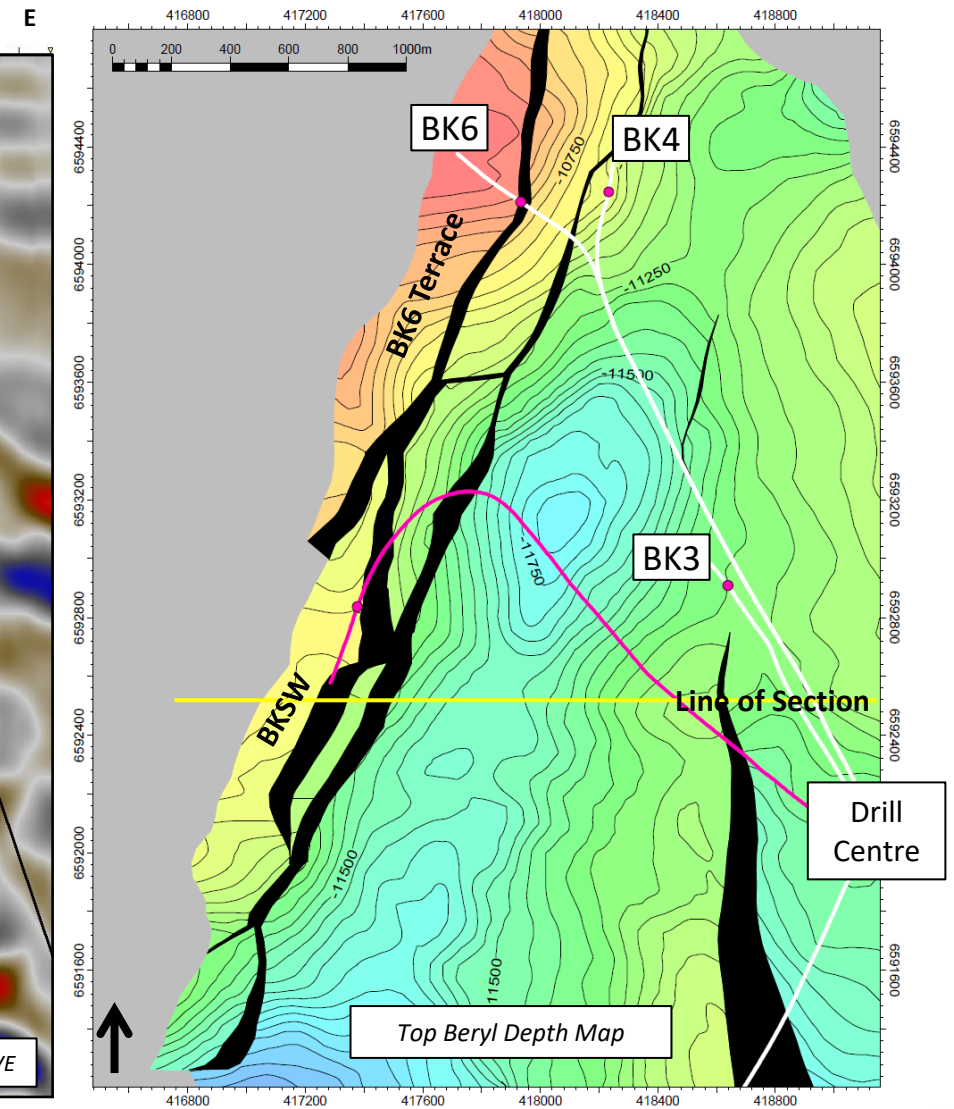 E
416800 417200 417600 418000 418400 418800
0 200 400 600 800 1000m
BK6
BK4
6594400
6594400
-10750
BK6 Terrace
6594000
6594000
-11250
6593600
6593600
-11500
6593200
6593200
-11750
BK3
6592800
6592800
BKSW
Line of Section
6592400
6592400
Drill
Centre
6592000
6592000
-11500
6591600
6591600
11500
Top Beryl Depth Map
VE
416800 417200 417600 418000 418400 418800